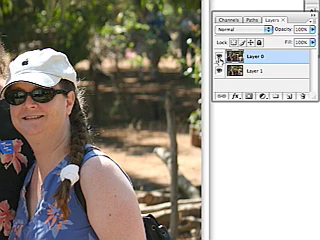 Channels Paths Layers
Normal Opacity: 100%
Lock: Fill: 100%
Layer 0
Layer 1